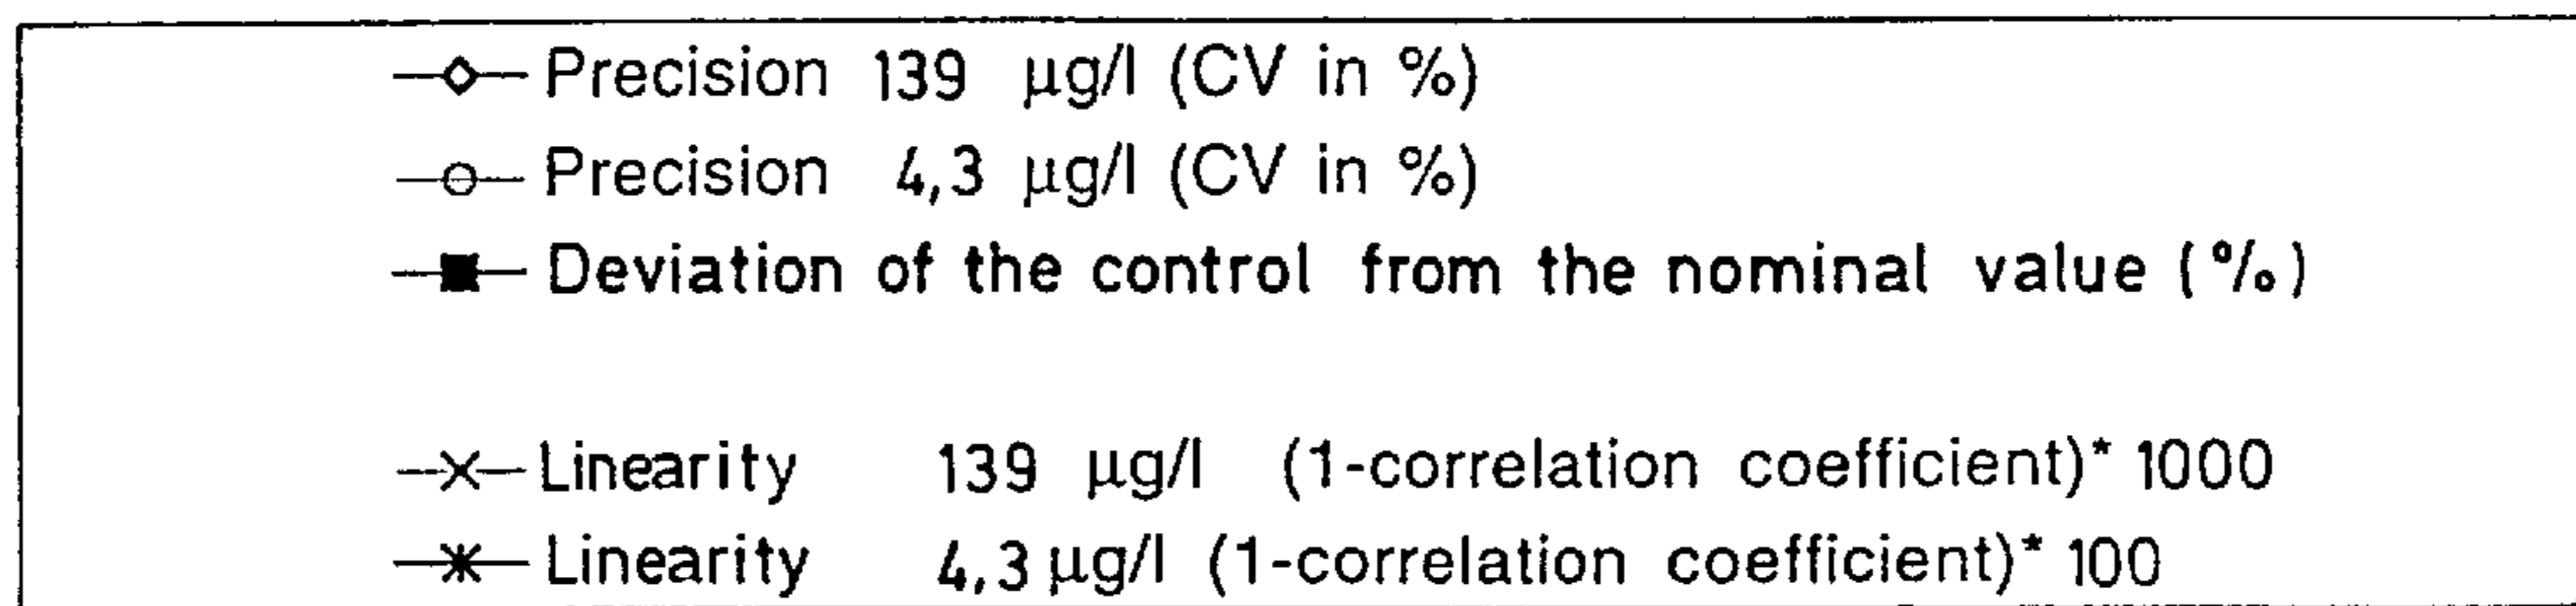 Precision 139 µg/l (CV in %)
Precision 4,3 µg/l (CV in %)
Deviation of the control from the nominal value (%)
Linearity 139 µg/l (1-correlation coefficient)* 1000
Linearity 4,3 µg/l (1-correlation coefficient)* 100